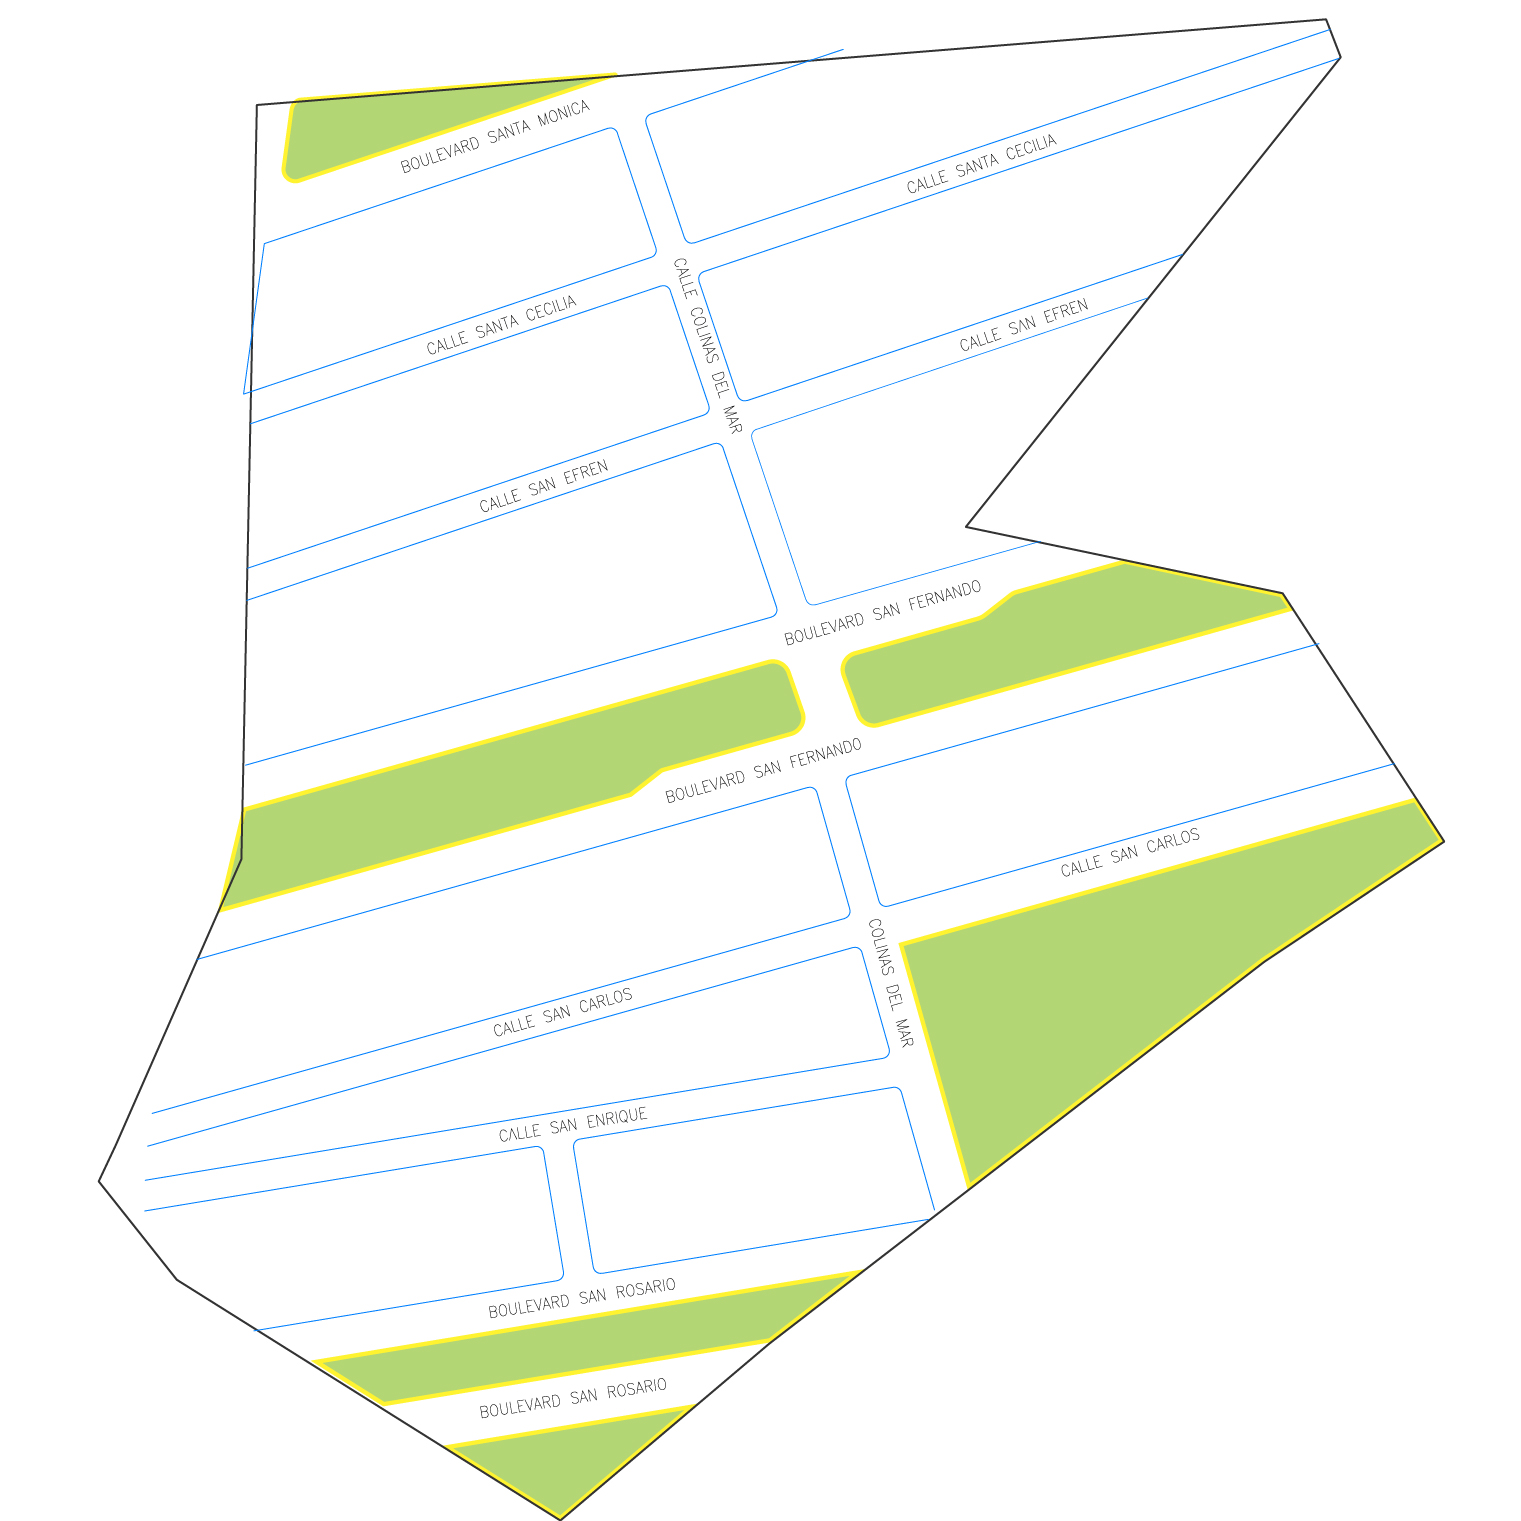 BOULEVARD SANTA MONICA
CALLE SANTA CECILIA
CALLE SANTA CECILIA
CALLE COLINAS DEL MAR
CALLE SAN EFREN
CALLE SAN EFREN
BOULEVARD SAN FERNANDO
BOULEVARD SAN FERNANDO
CALLE SAN CARLOS
COLINAS DEL MAR
CALLE SAN CARLOS
CALLE SAN ENRIQUE
BOULEVARD SAN ROSARIO
BOULEVARD SAN ROSARIO